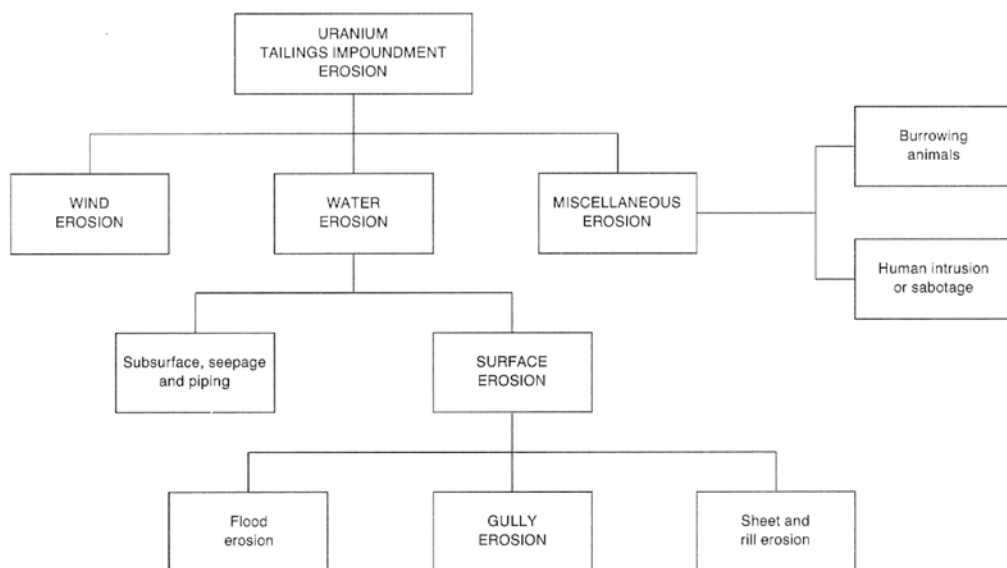 URANIUM
TAILINGS IMPOUNDMENT
EROSION
Burrowing
animals
WIND
EROSION
WATER
EROSION
MISCELLANEOUS
EROSION
Human intrusion
or sabotage
Subsurface, seepage
and piping
SURFACE
EROSION
Flood
erosion
GULLY
EROSION
Sheet and
rill erosion